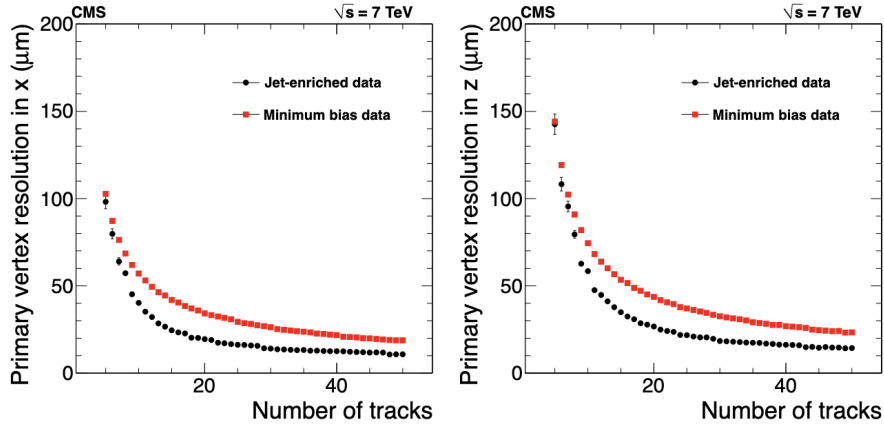 CMS
√s = 7 TeV
Primary vertex resolution in x (μm)
200
150
100
50
0
Jet-enriched data
Minimum bias data
20
40
Number of tracks
CMS
√s = 7 TeV
Primary vertex resolution in z (μm)
200
150
100
50
0
Jet-enriched data
Minimum bias data
20
40
Number of tracks